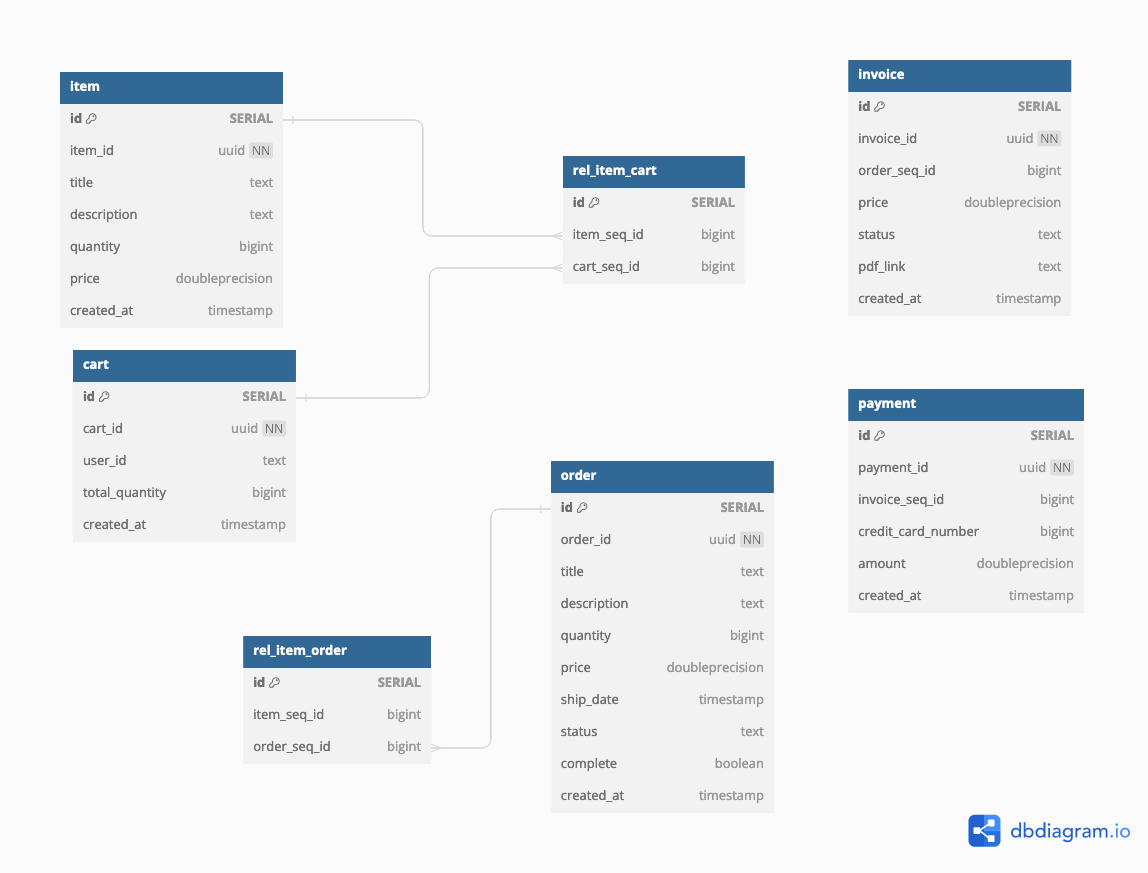 item
id SERIAL
item_id uuid NN
title text
description text
quantity bigint
price doubleprecision
created_at timestamp
cart
id SERIAL
cart_id uuid NN
user_id text
total_quantity bigint
created_at timestamp
rel_item_cart
id SERIAL
item_seq_id bigint
cart_seq_id bigint
rel_item_order
id SERIAL
item_seq_id bigint
order_seq_id bigint
order
id SERIAL
order_id uuid NN
title text
description text
quantity bigint
price doubleprecision
ship_date timestamp
status text
complete boolean
created_at timestamp
invoice
id SERIAL
invoice_id uuid NN
order_seq_id bigint
price doubleprecision
status text
pdf_link text
created_at timestamp
payment
id SERIAL
payment_id uuid NN
invoice_seq_id bigint
credit_card_number bigint
amount doubleprecision
created_at timestamp
dbdiagram.io